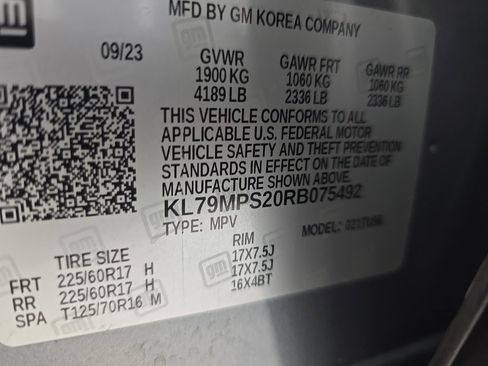 gm
MFD BY GM KOREA COMPANY
09/23
GVWR
1900 KG
4189 LB
GAWR FRT
1060 KG
2336 LB
GAWR RR
1060 KG
2336 LB
THIS VEHICLE CONFORMS TO ALL
APPLICABLE U.S. FEDERAL MOTOR
VEHICLE SAFETY AND THEFT PREVENTION
STANDARDS IN EFFECT ON THE DATE OF
MANUFACTURE SHOWN ABOVE.
KL79MPS20RB075492
TYPE: MPV
TIRE SIZE RIM
FRT 225/60R17 H 17X7.5J
RR 225/60R17 H 17X7.5J
SPA T125/70R16 M 16X4BT
gm